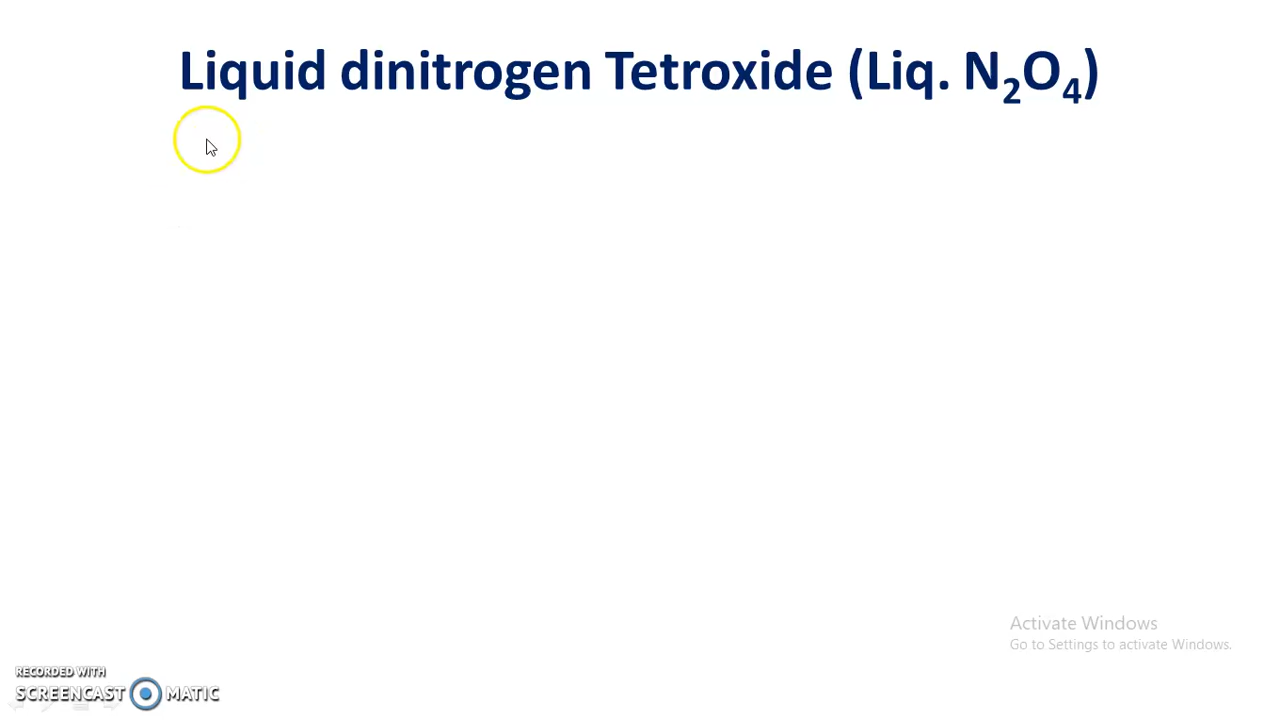 Liquid dinitrogen Tetroxide (Liq. N₂O₄)
Activate Windows
Go to Settings to activate Windows.
RECORDED WITH
SCREENCAST MATIC